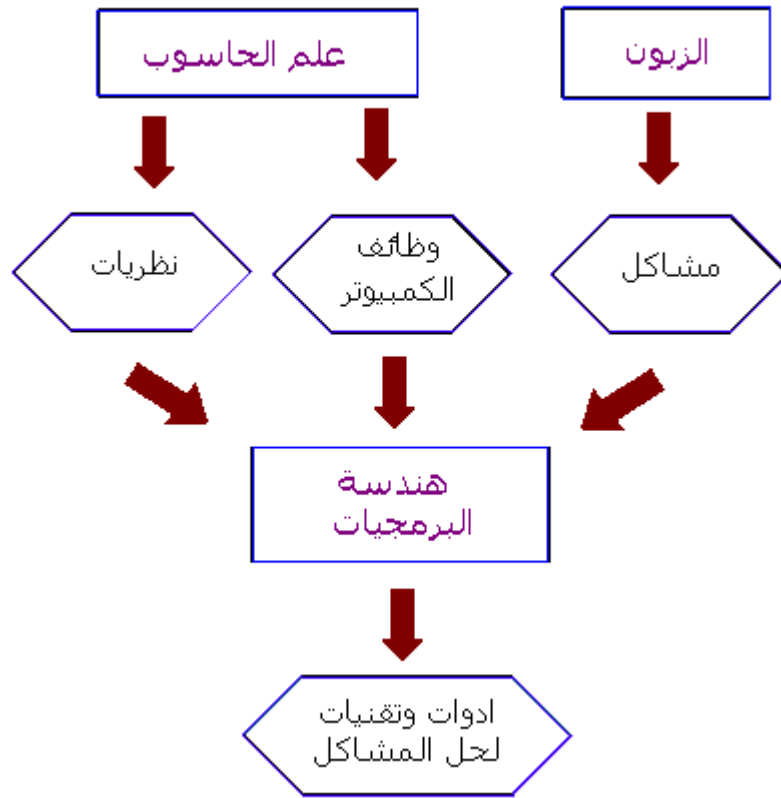 الزبون
علم الحاسوب
مشاكل
وظائف
الكمبيوتر
نظريات
هندسة
البرمجيات
ادوات وتقنيات
لحل المشاكل